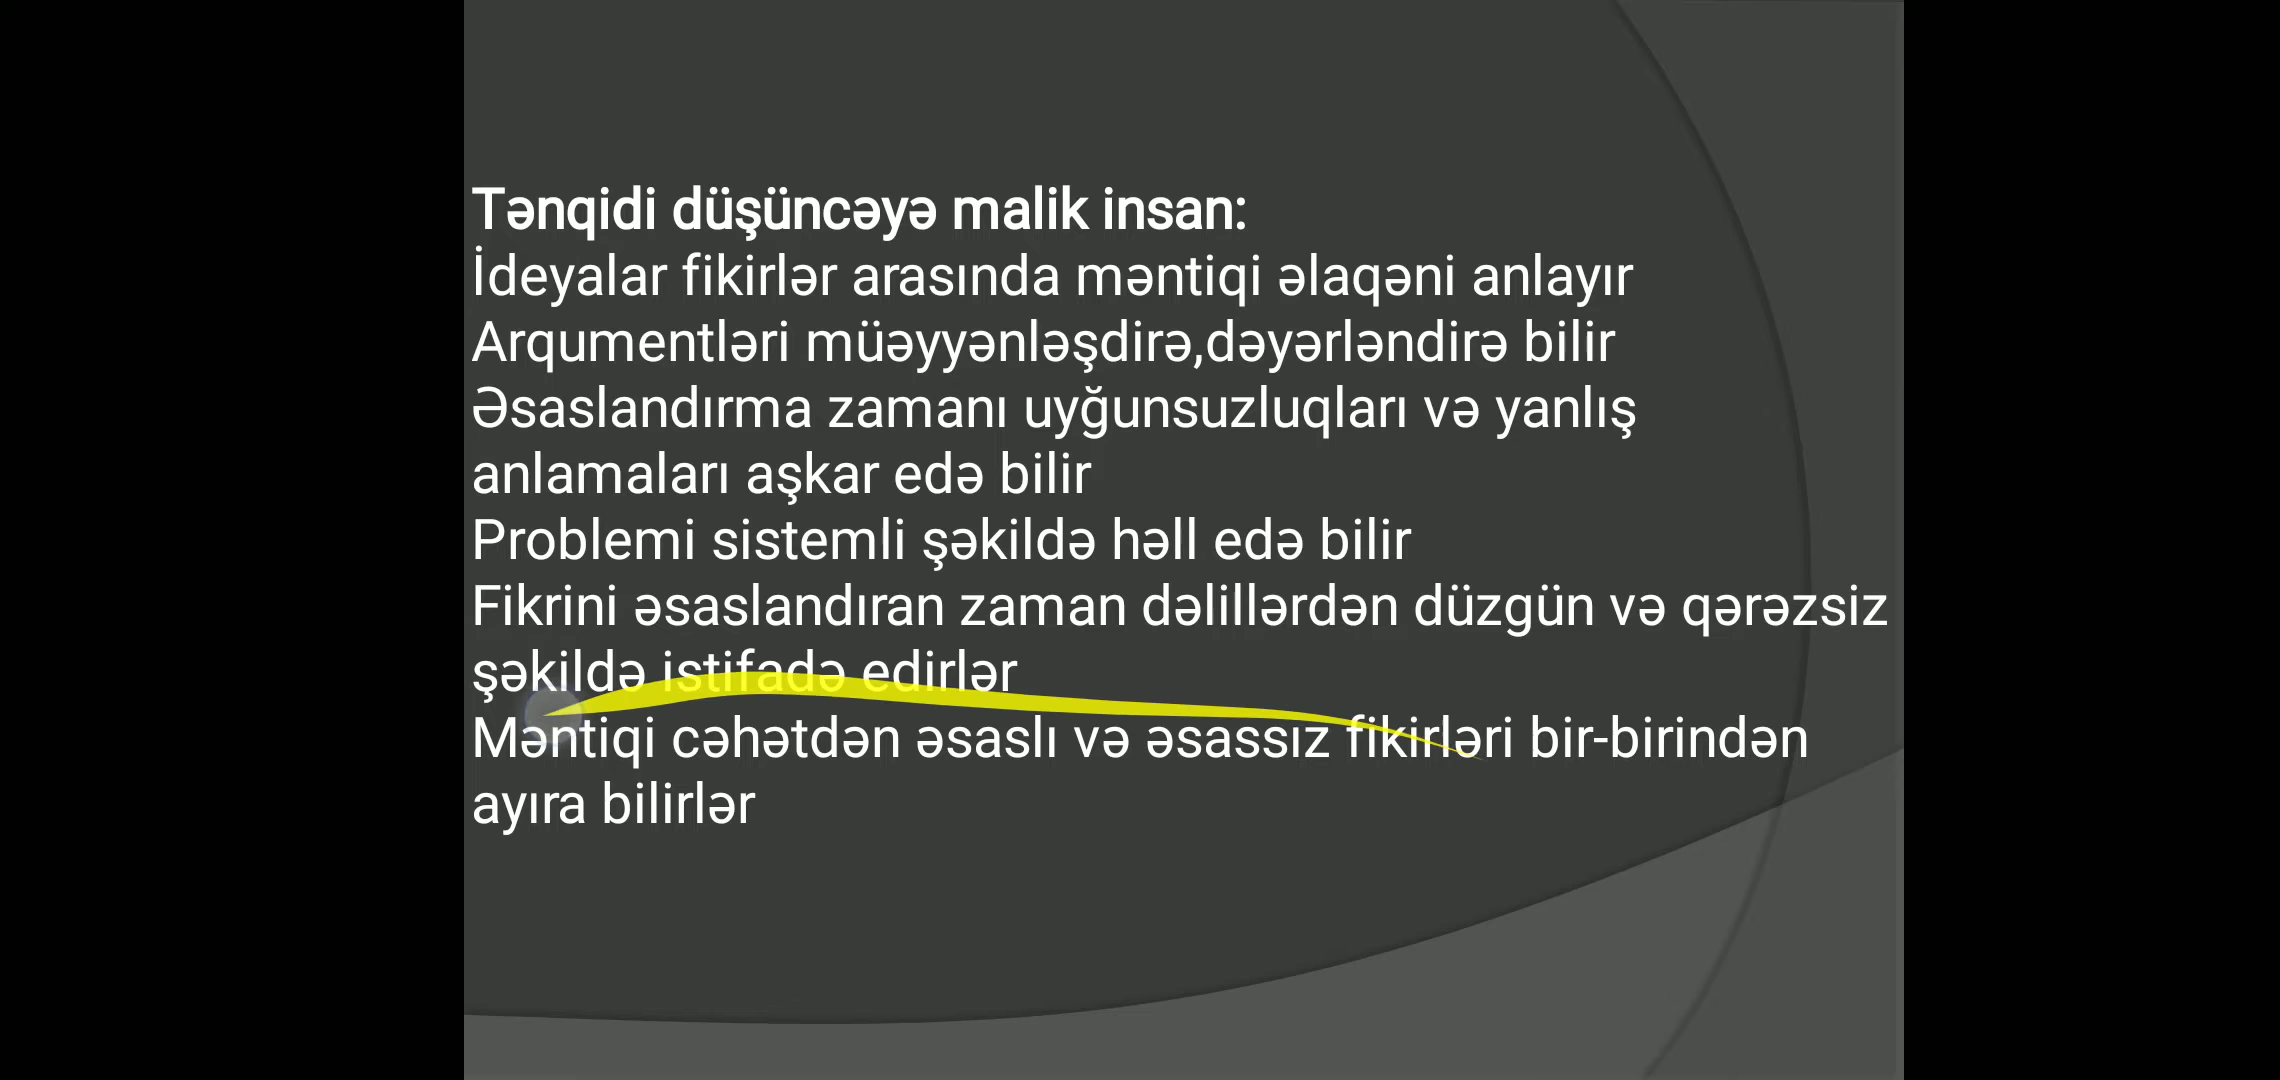 Tənqidi düşüncəyə malik insan:
İdeyalar fikirlər arasında məntiqi əlaqəni anlayır
Arqumentləri müəyyənləşdirə,dəyərləndirə bilir
Əsaslandırma zamanı uyğunsuzluqları və yanlış
anlamaları aşkar edə bilir
Problemi sistemli şəkildə həll edə bilir
Fikrini əsaslandıran zaman dəlillərdən düzgün və qərəzsiz
şəkildə istifadə edirlər
Məntiqi cəhətdən əsaslı və əsassız fikirləri bir-birindən
ayıra bilirlər